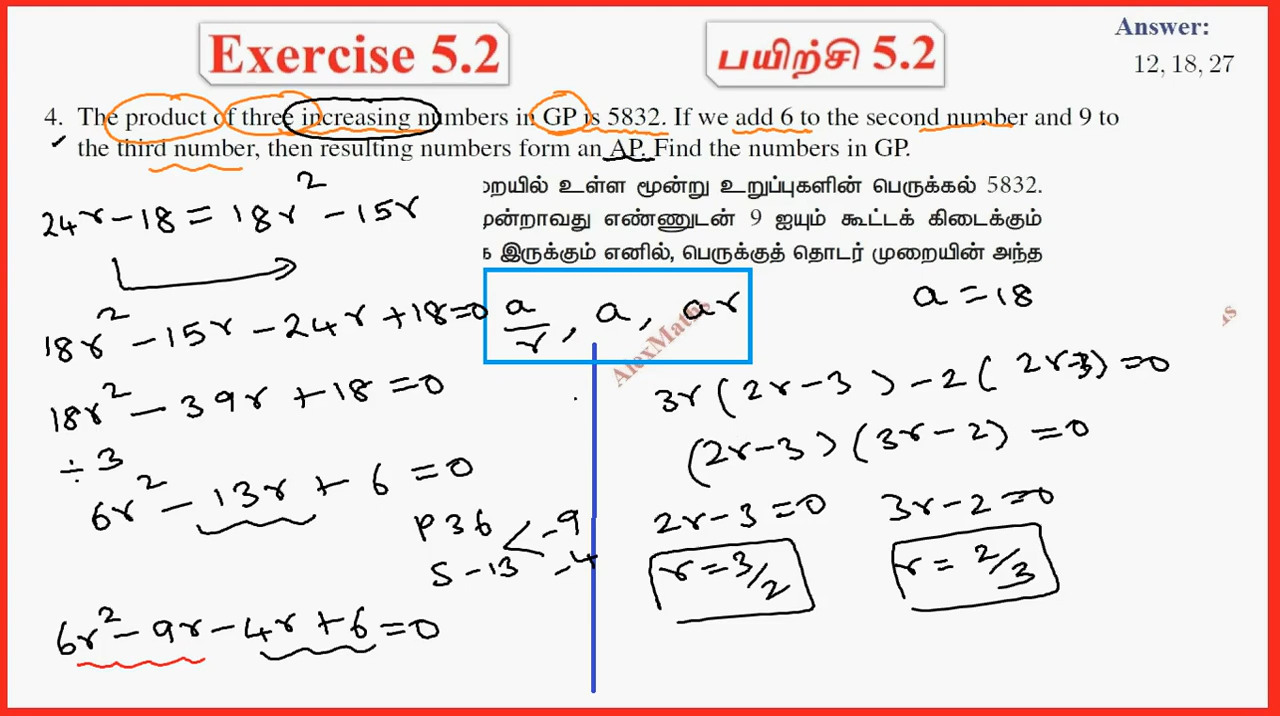 Exercise 5.2
பயிற்சி 5.2
Answer:
12, 18, 27
4. The product of three increasing numbers in GP is 5832. If we add 6 to the second number and 9 to
the third number, then resulting numbers form an AP. Find the numbers in GP.
றையில் உள்ள மூன்று உறுப்புகளின் பெருக்கல் 5832.
மூன்றாவது எண்ணுடன் 9 ஐயும் கூட்டக் கிடைக்கும்
க இருக்கும் எனில், பெருக்குத் தொடர் முறையின் அந்த
24r - 18 = 18r² - 15r
18r² - 15r - 24r + 18 = 0
18r² - 39r + 18 = 0
÷ 3
6r² - 13r + 6 = 0
P 36 < -9
S -13 -4
6r² - 9r - 4r + 6 = 0
a/r, a, ar
AlexMaths
a = 18
3r (2r - 3) - 2 (2r - 3) = 0
(2r - 3) (3r - 2) = 0
2r - 3 = 0 3r - 2 = 0
r = 3/2 r = 2/3